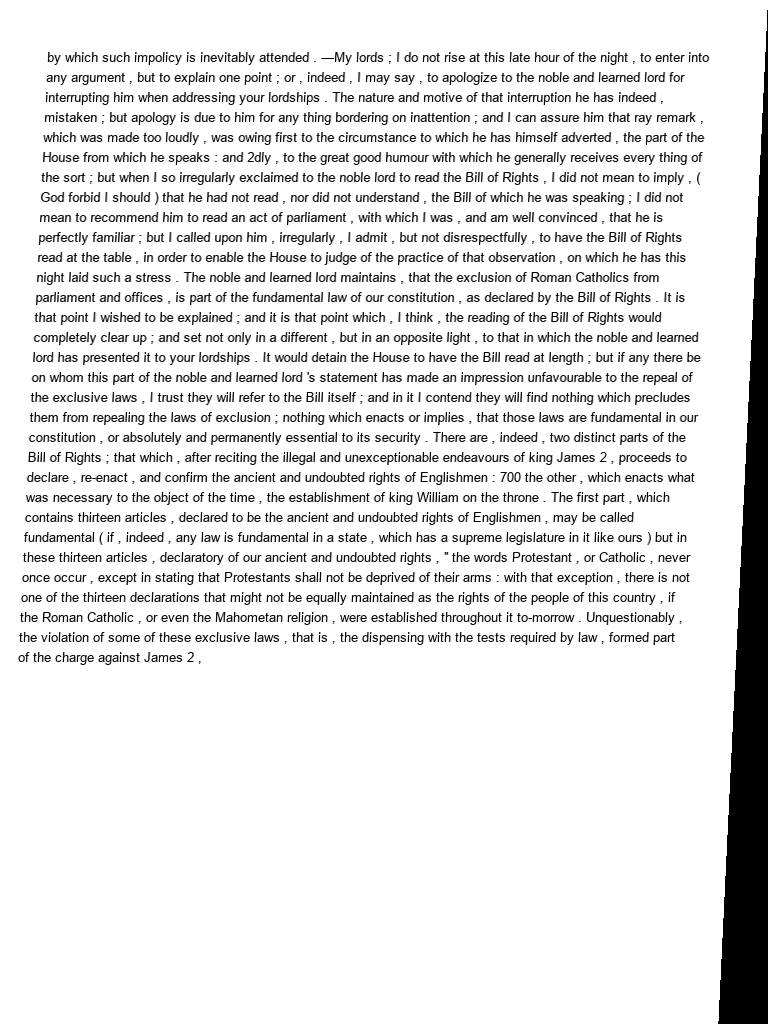 by which such impolicy is inevitably attended . —My lords ; I do not rise at this late hour of the night , to enter into
any argument , but to explain one point ; or , indeed , I may say , to apologize to the noble and learned lord for
interrupting him when addressing your lordships . The nature and motive of that interruption he has indeed ,
mistaken ; but apology is due to him for any thing bordering on inattention ; and I can assure him that ray remark ,
which was made too loudly , was owing first to the circumstance to which he has himself adverted , the part of the
House from which he speaks : and 2dly , to the great good humour with which he generally receives every thing of
the sort ; but when I so irregularly exclaimed to the noble lord to read the Bill of Rights , I did not mean to imply , (
God forbid I should ) that he had not read , nor did not understand , the Bill of which he was speaking ; I did not
mean to recommend him to read an act of parliament , with which I was , and am well convinced , that he is
perfectly familiar ; but I called upon him , irregularly , I admit , but not disrespectfully , to have the Bill of Rights
read at the table , in order to enable the House to judge of the practice of that observation , on which he has this
night laid such a stress . The noble and learned lord maintains , that the exclusion of Roman Catholics from
parliament and offices , is part of the fundamental law of our constitution , as declared by the Bill of Rights . It is
that point I wished to be explained ; and it is that point which , I think , the reading of the Bill of Rights would
completely clear up ; and set not only in a different , but in an opposite light , to that in which the noble and learned
lord has presented it to your lordships . It would detain the House to have the Bill read at length ; but if any there be
on whom this part of the noble and learned lord 's statement has made an impression unfavourable to the repeal of
the exclusive laws , I trust they will refer to the Bill itself ; and in it I contend they will find nothing which precludes
them from repealing the laws of exclusion ; nothing which enacts or implies , that those laws are fundamental in our
constitution , or absolutely and permanently essential to its security . There are , indeed , two distinct parts of the
Bill of Rights ; that which , after reciting the illegal and unexceptionable endeavours of king James 2 , proceeds to
declare , re-enact , and confirm the ancient and undoubted rights of Englishmen : 700 the other , which enacts what
was necessary to the object of the time , the establishment of king William on the throne . The first part , which
contains thirteen articles , declared to be the ancient and undoubted rights of Englishmen , may be called
fundamental ( if , indeed , any law is fundamental in a state , which has a supreme legislature in it like ours ) but in
these thirteen articles , declaratory of our ancient and undoubted rights , " the words Protestant , or Catholic , never
once occur , except in stating that Protestants shall not be deprived of their arms : with that exception , there is not
one of the thirteen declarations that might not be equally maintained as the rights of the people of this country , if
the Roman Catholic , or even the Mahometan religion , were established throughout it to-morrow . Unquestionably ,
the violation of some of these exclusive laws , that is , the dispensing with the tests required by law , formed part
of the charge against James 2 ,